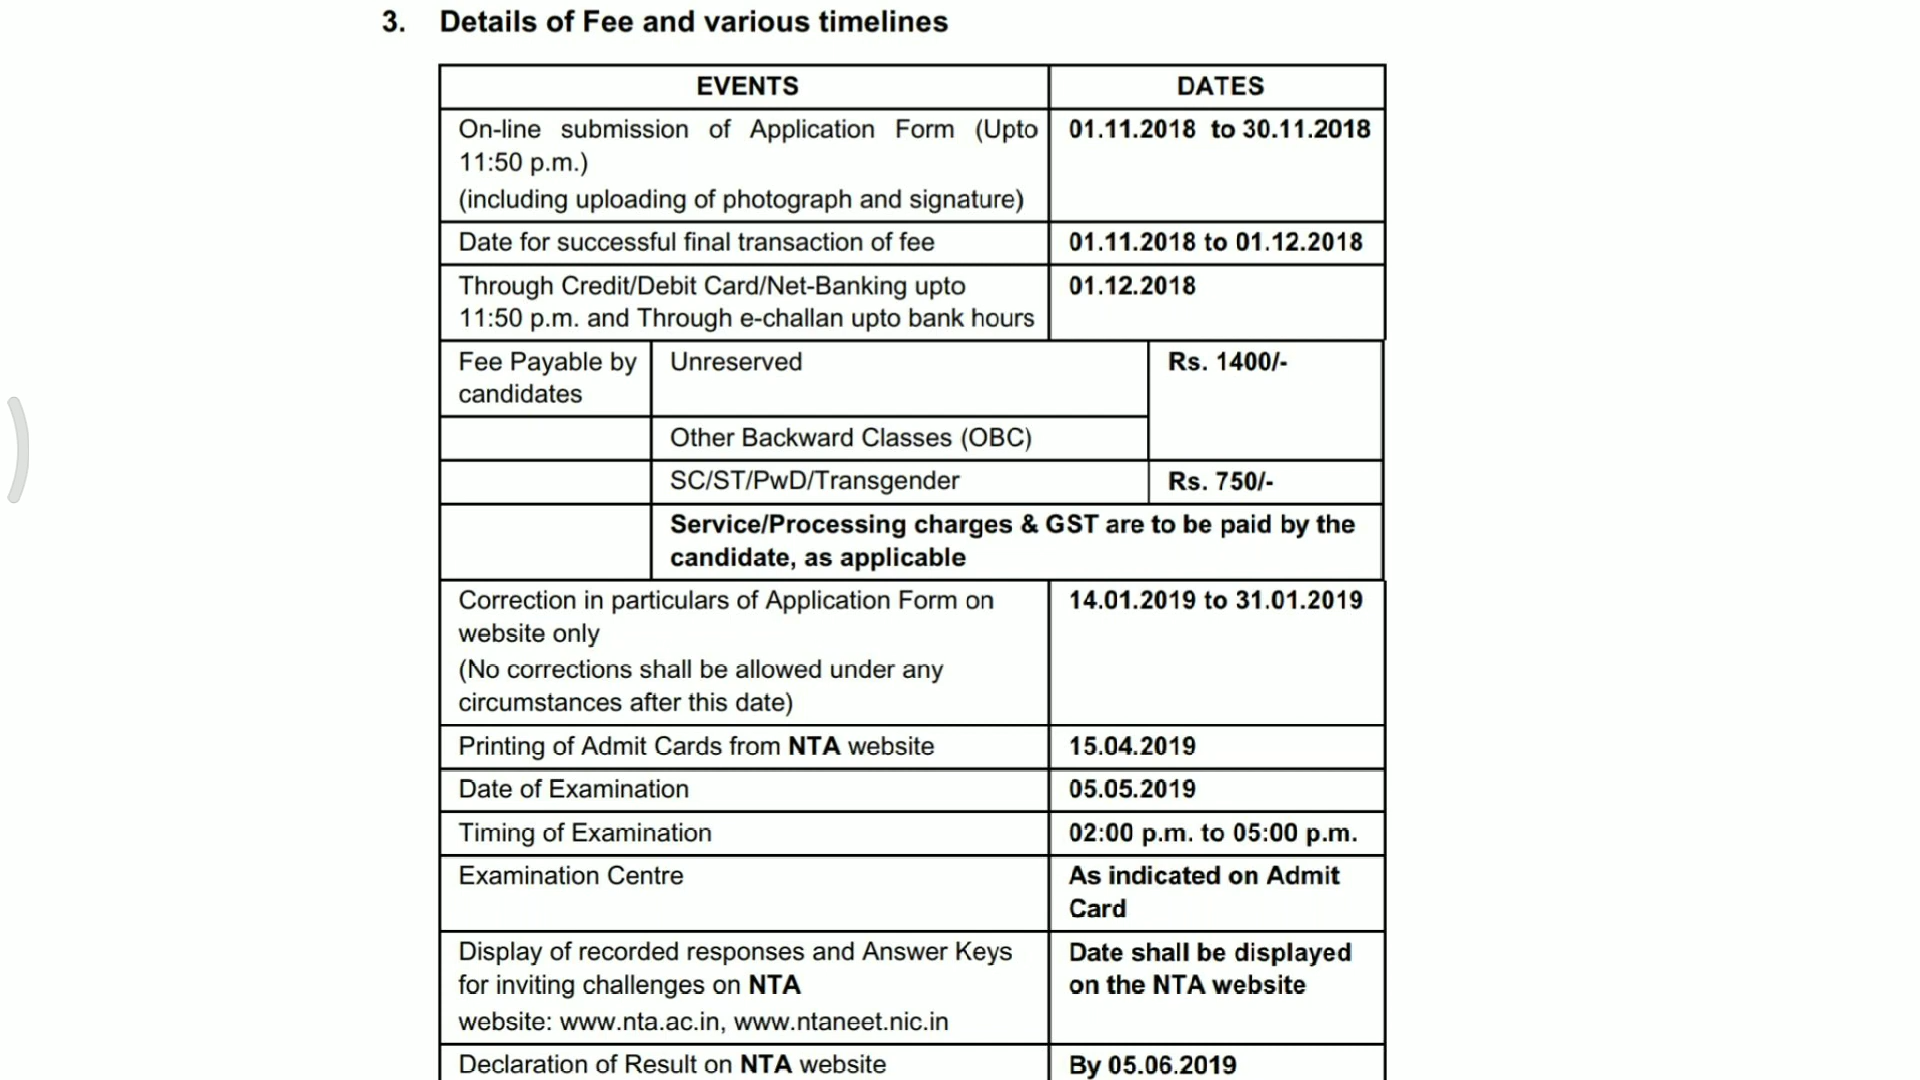 3. Details of Fee and various timelines
EVENTS DATES
On-line submission of Application Form (Upto 01.11.2018 to 30.11.2018
11:50 p.m.)
(including uploading of photograph and signature)
Date for successful final transaction of fee 01.11.2018 to 01.12.2018
Through Credit/Debit Card/Net-Banking upto 01.12.2018
11:50 p.m. and Through e-challan upto bank hours
Fee Payable by Unreserved Rs. 1400/-
candidates
Other Backward Classes (OBC)
SC/ST/PwD/Transgender Rs. 750/-
Service/Processing charges & GST are to be paid by the
candidate, as applicable
Correction in particulars of Application Form on 14.01.2019 to 31.01.2019
website only
(No corrections shall be allowed under any
circumstances after this date)
Printing of Admit Cards from NTA website 15.04.2019
Date of Examination 05.05.2019
Timing of Examination 02:00 p.m. to 05:00 p.m.
Examination Centre As indicated on Admit
Card
Display of recorded responses and Answer Keys Date shall be displayed
for inviting challenges on NTA on the NTA website
website: www.nta.ac.in, www.ntaneet.nic.in
Declaration of Result on NTA website By 05.06.2019